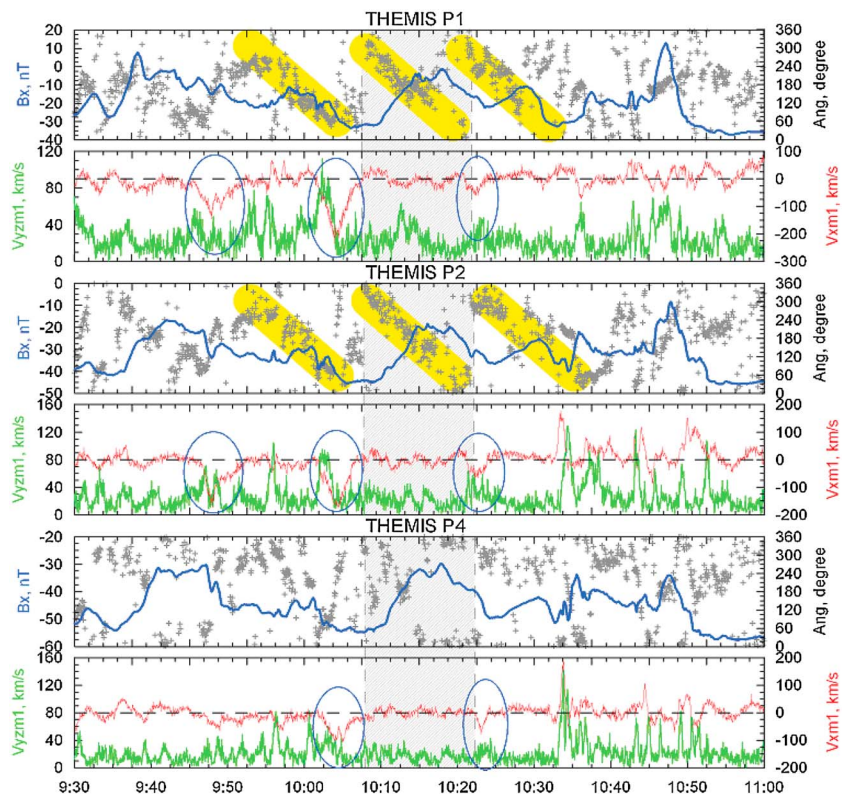 THEMIS P1
20 10 0 -10 -20 -30 -40
Bx, nT
360 300 240 180 120 60 0
Ang, degree
120 80 40 0
Vyzm1, km/s
100 0 -100 -200 -300
Vxm1, km/s
THEMIS P2
0 -10 -20 -30 -40 -50
Bx, nT
360 300 240 180 120 60 0
Ang, degree
160 120 80 40 0
Vyzm1, km/s
200 100 0 -100 -200
Vxm1, km/s
THEMIS P4
-20 -30 -40 -50 -60
Bx, nT
360 300 240 180 120 60 0
Ang, degree
160 120 80 40 0
Vyzm1, km/s
200 100 0 -100 -200
Vxm1, km/s
9:30 9:40 9:50 10:00 10:10 10:20 10:30 10:40 10:50 11:00